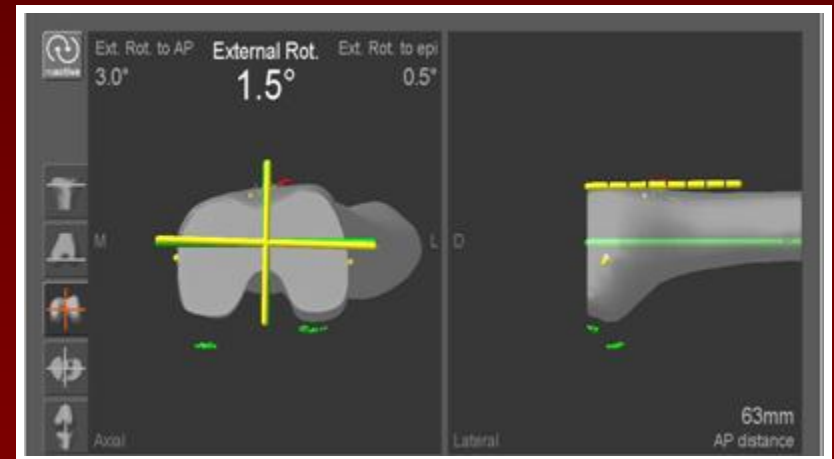 Ext. Rot. to AP External Rot. Ext. Rot. to epi
3.0° 1.5° 0.5°
M L D
Axial Lateral
63mm
AP distance